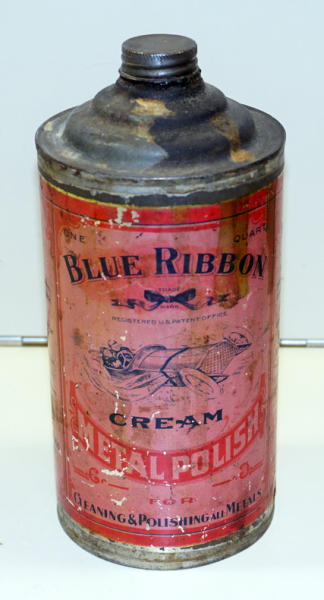 ONE QUART
BLUE RIBBON
TRADE
MARK
REGISTERED U.S. PATENT OFFICE
CREAM
METAL POLISH
FOR
CLEANING & POLISHING ALL METALS